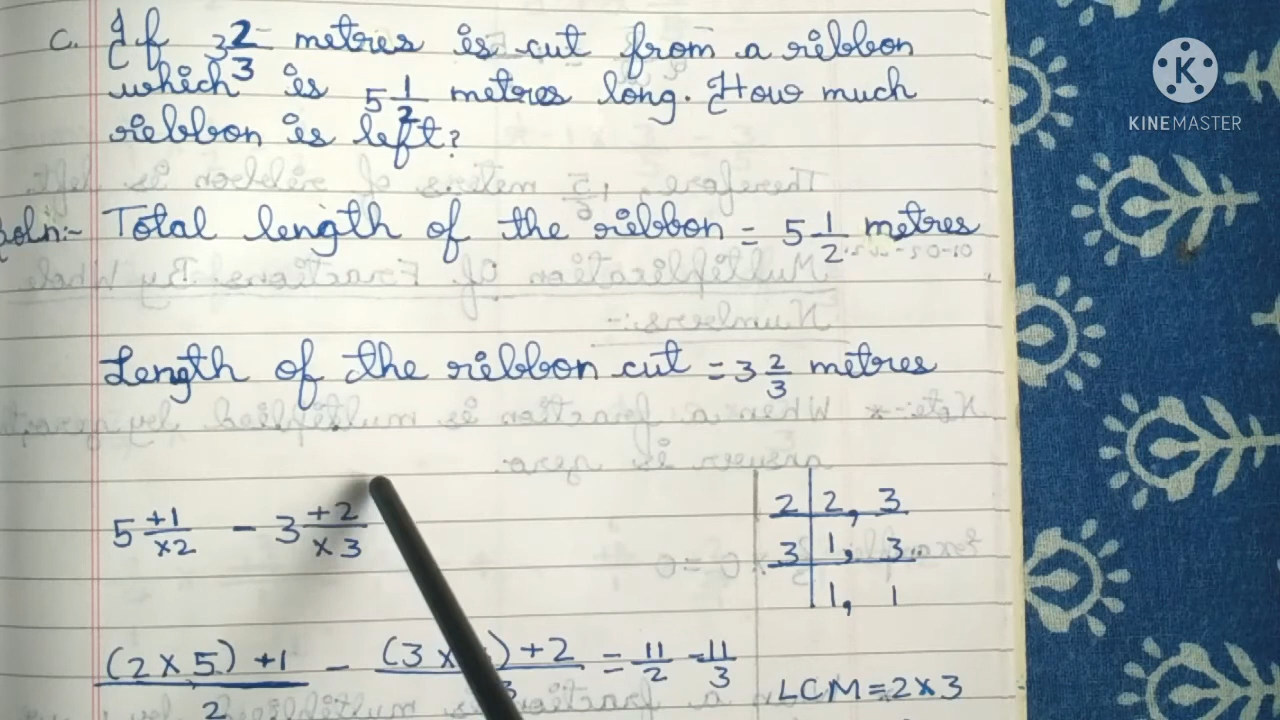 c. If 3 2/3 metres is cut from a ribbon
which is 5 1/2 metres long. How much
ribbon is left?
Soln:- Total length of the ribbon = 5 1/2 metres
Length of the ribbon cut = 3 2/3 metres
5 +1/×2 - 3 +2/×3
2 | 2, 3
3 | 1, 3
1, 1
(2 × 5) +1 / 2 - (3 × ) +2 / 3 = 11/2 - 11/3
LCM = 2 × 3
K
KINEMASTER